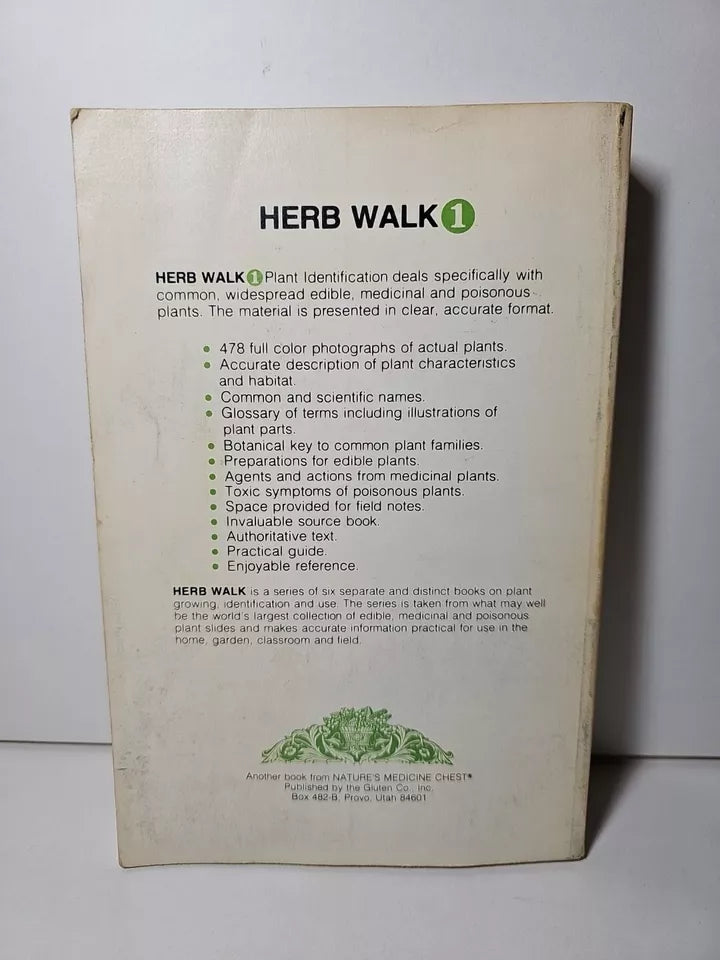 HERB WALK 1
HERB WALK 1 Plant Identification deals specifically with
common, widespread edible, medicinal and poisonous
plants. The material is presented in clear, accurate format.
• 478 full color photographs of actual plants.
• Accurate description of plant characteristics
and habitat.
• Common and scientific names.
• Glossary of terms including illustrations of
plant parts.
• Botanical key to common plant families.
• Preparations for edible plants.
• Agents and actions from medicinal plants.
• Toxic symptoms of poisonous plants.
• Space provided for field notes.
• Invaluable source book.
• Authoritative text.
• Practical guide.
• Enjoyable reference.
HERB WALK is a series of six separate and distinct books on plant
growing, identification and use. The series is taken from what may well
be the world's largest collection of edible, medicinal and poisonous
plant slides and makes accurate information practical for use in the
home, garden, classroom and field.
Another book from NATURE'S MEDICINE CHEST®
Published by the Gluten Co., Inc.
Box 482-B, Provo, Utah 84601